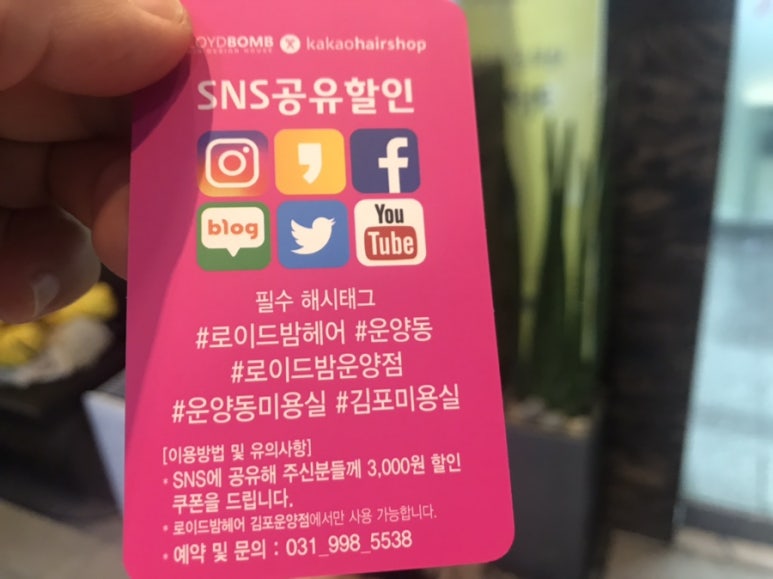 OYDBOMB X kakaohairshop
SNS공유할인
blog
You
Tube
필수 해시태그
#로이드밤헤어 #운양동
#로이드밤운양점
#운양동미용실 #김포미용실
[이용방법 및 유의사항]
· SNS에 공유해 주신분들께 3,000원 할인
쿠폰을 드립니다.
· 로이드밤헤어 김포운양점에서만 사용 가능합니다.
· 예약 및 문의 : 031_998_5538